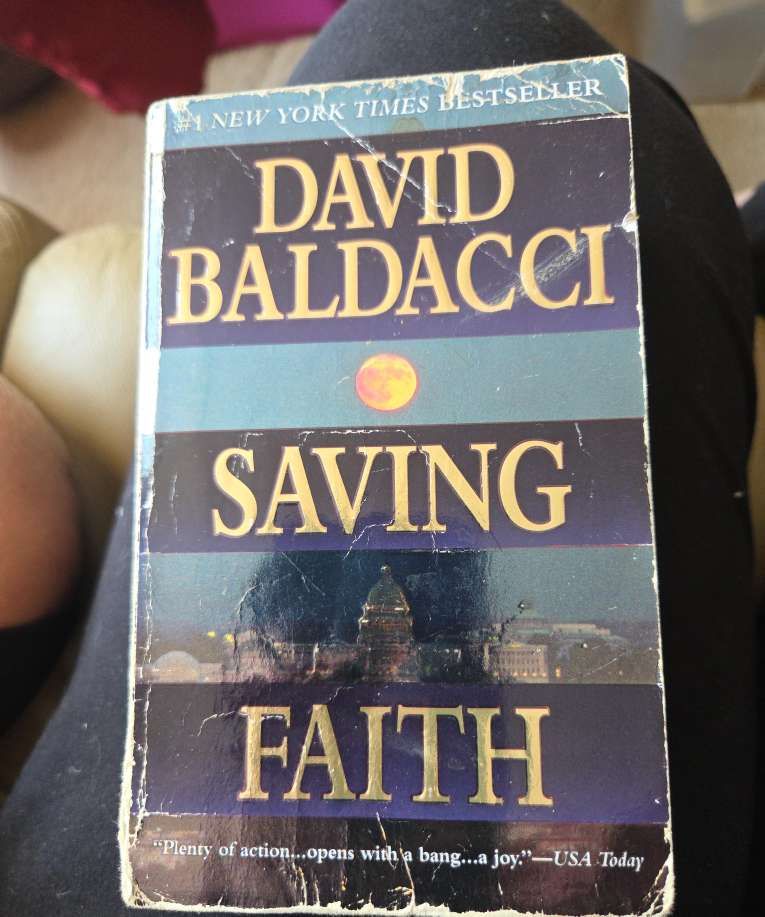 #1 NEW YORK TIMES BESTSELLER
DAVID
BALDACCI
SAVING
FAITH
“Plenty of action...opens with a bang...a joy.”—USA Today